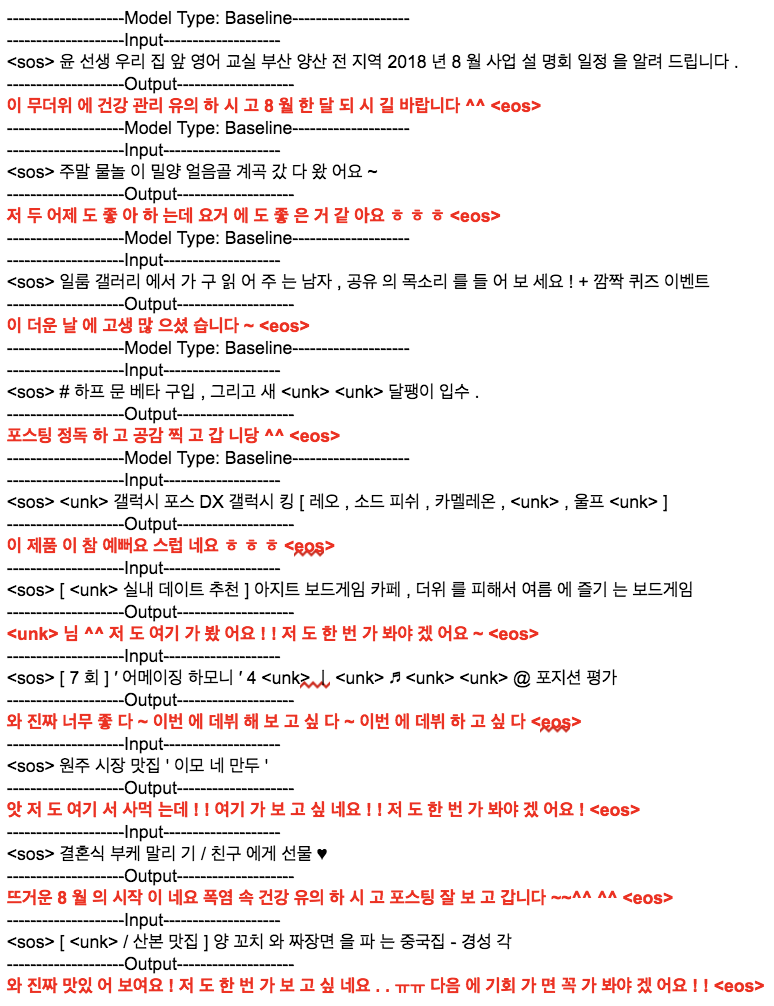 --------------------Model Type: Baseline--------------------
--------------------Input--------------------
<sos> 윤 선생 우리 집 앞 영어 교실 부산 양산 전 지역 2018 년 8 월 사업 설 명회 일정 을 알려 드립니다 .
--------------------Output--------------------
이 무더위 에 건강 관리 유의 하 시 고 8 월 한 달 되 시 길 바랍니다 ^^ <eos>
--------------------Model Type: Baseline--------------------
--------------------Input--------------------
<sos> 주말 물놀 이 밀양 얼음골 계곡 갔 다 왔 어요 ~
--------------------Output--------------------
저 두 어제 도 좋 아 하 는데 요거 에 도 좋 은 거 같 아요 ㅎ ㅎ ㅎ <eos>
--------------------Model Type: Baseline--------------------
--------------------Input--------------------
<sos> 일룸 갤러리 에서 가 구 읽 어 주 는 남자 , 공유 의 목소리 를 들 어 보 세요 ! + 깜짝 퀴즈 이벤트
--------------------Output--------------------
이 더운 날 에 고생 많 으셨 습니다 ~ <eos>
--------------------Model Type: Baseline--------------------
--------------------Input--------------------
<sos> # 하프 문 베타 구입 , 그리고 새 <unk> <unk> 달팽이 입수 .
--------------------Output--------------------
포스팅 정독 하 고 공감 찍 고 갑 니당 ^^ <eos>
--------------------Model Type: Baseline--------------------
--------------------Input--------------------
<sos> <unk> 갤럭시 포스 DX 갤럭시 킹 [ 레오 , 소드 피쉬 , 카멜레온 , <unk> , 울프 <unk> ]
--------------------Output--------------------
이 제품 이 참 예뻐요 스럽 네요 ㅎ ㅎ ㅎ <eos>
--------------------Input--------------------
<sos> [ <unk> 실내 데이트 추천 ] 아지트 보드게임 카페 , 더위 를 피해서 여름 에 즐기 는 보드게임
--------------------Output--------------------
<unk> 님 ^^ 저 도 여기 가 봤 어요 ! ! 저 도 한 번 가 봐야 겠 어요 ~ <eos>
--------------------Input--------------------
<sos> [ 7 회 ] ′ 어메이징 하모니 ′ 4 <unk> ↓ <unk> ♬ <unk> <unk> @ 포지션 평가
--------------------Output--------------------
와 진짜 너무 좋 다 ~ 이번 에 데뷔 해 보 고 싶 다 ~ 이번 에 데뷔 하 고 싶 다 <eos>
--------------------Input--------------------
<sos> 원주 시장 맛집 ' 이모 네 만두 '
--------------------Output--------------------
앗 저 도 여기 서 사먹 는데 ! ! 여기 가 보 고 싶 네요 ! ! 저 도 한 번 가 봐야 겠 어요 ! <eos>
--------------------Input--------------------
<sos> 결혼식 부케 말리 기 / 친구 에게 선물 ♥
--------------------Output--------------------
뜨거운 8 월 의 시작 이 네요 폭염 속 건강 유의 하 시 고 포스팅 잘 보 고 갑니다 ~~^^ ^^ <eos>
--------------------Input--------------------
<sos> [ <unk> / 산본 맛집 ] 양 꼬치 와 짜장면 을 파 는 중국집 - 경성 각
--------------------Output--------------------
와 진짜 맛있 어 보여요 ! 저 도 한 번 가 보 고 싶 네요 . . ㅠㅠ 다음 에 기회 가 면 꼭 가 봐야 겠 어요 ! ! <eos>